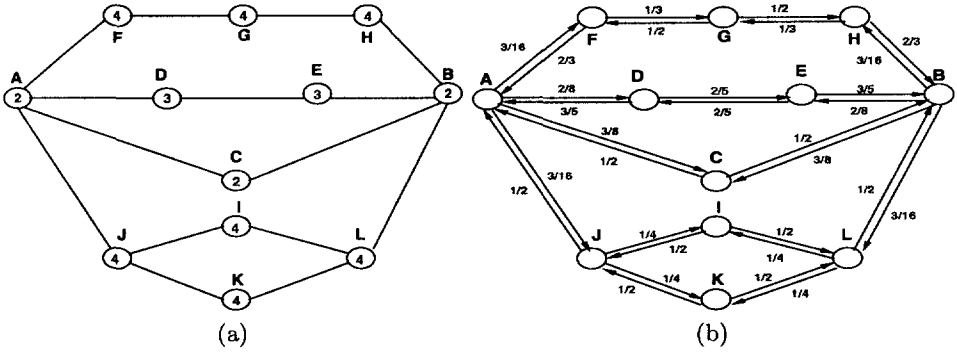 4 4 4
F G H
A D E B
2 3 3 2
C
2
I
4
J L
4 4
K
4
(a)
1/3 1/2
F 1/2 G 1/3 H
3/16 2/3
2/3 3/16
A D E B
2/8 2/5 3/5
3/5 2/5 2/8
3/8 C 1/2
1/2 3/8
3/16 I 1/2
1/2 3/16
J 1/4 1/2 L
1/2 1/4
1/4 K 1/2
1/2 1/4
(b)